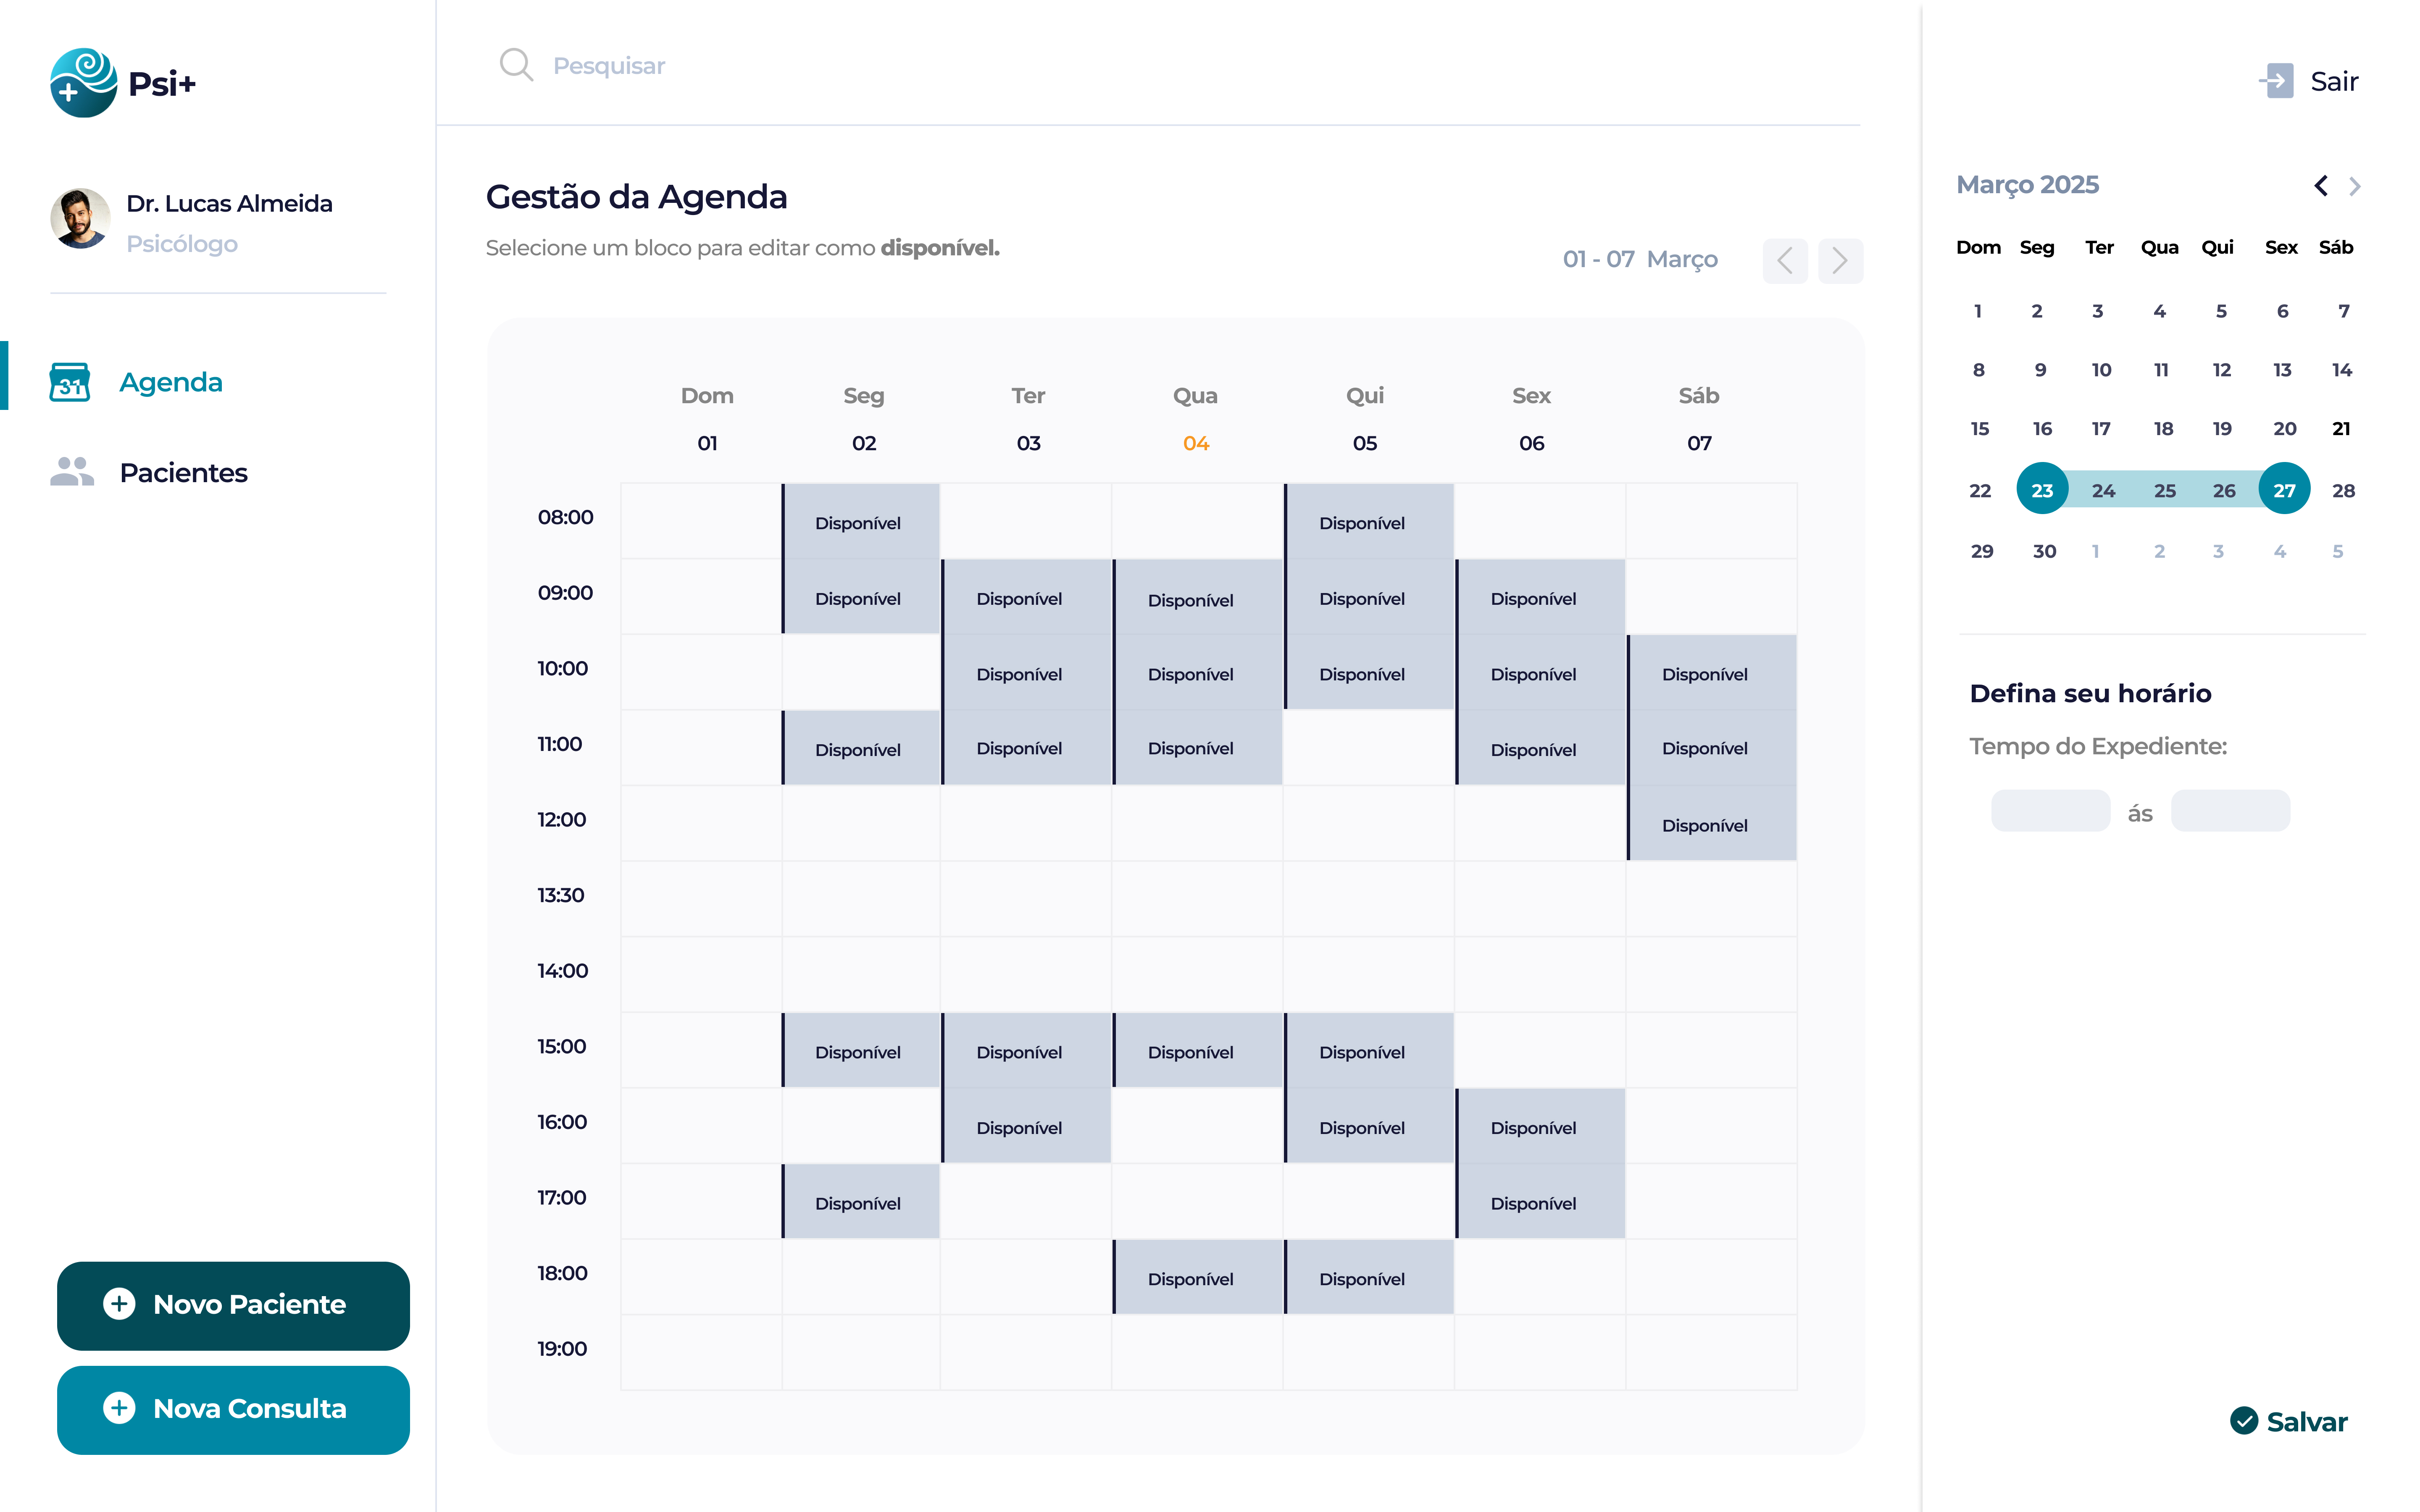 Psi+
Dr. Lucas Almeida
Psicólogo
31
Agenda
Pacientes
Novo Paciente
Nova Consulta
Pesquisar
Gestão da Agenda
Selecione um bloco para editar como disponível.
01 - 07 Março
Dom Seg Ter Qua Qui Sex Sáb
01 02 03 04 05 06 07
08:00 Disponível Disponível
09:00 Disponível Disponível Disponível Disponível Disponível
10:00 Disponível Disponível Disponível Disponível Disponível
11:00 Disponível Disponível Disponível Disponível Disponível
12:00 Disponível
13:30
14:00
15:00 Disponível Disponível Disponível Disponível
16:00 Disponível Disponível Disponível
17:00 Disponível Disponível
18:00 Disponível Disponível
19:00
Sair
Março 2025
Dom Seg Ter Qua Qui Sex Sáb
1 2 3 4 5 6 7
8 9 10 11 12 13 14
15 16 17 18 19 20 21
22 23 24 25 26 27 28
29 30 1 2 3 4 5
Defina seu horário
Tempo do Expediente:
ás
Salvar